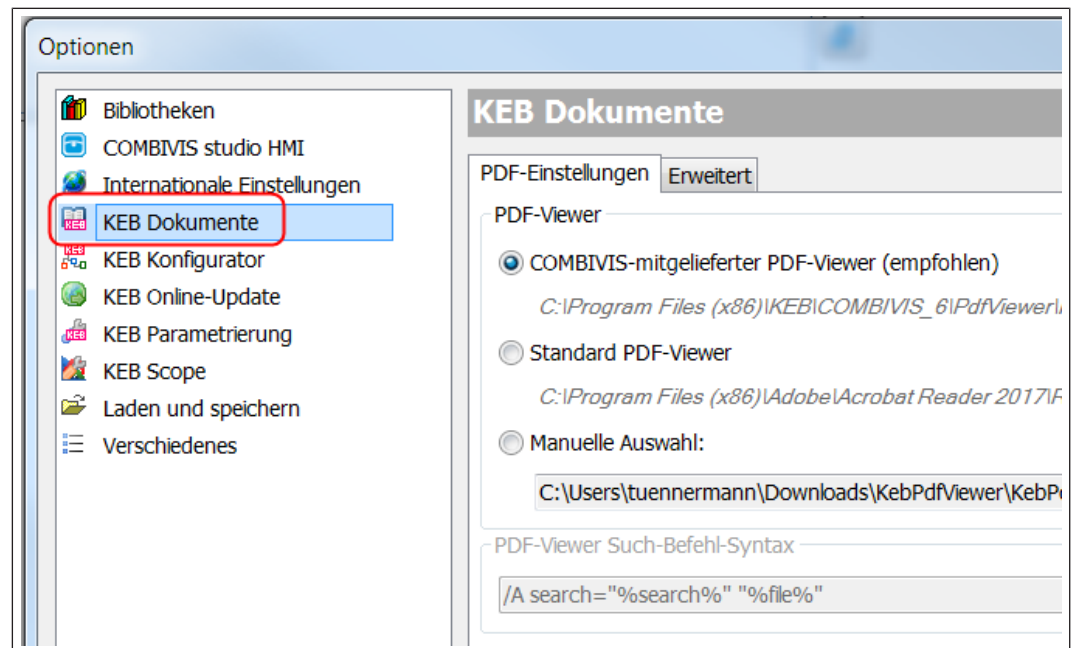 Optionen
Bibliotheken
COMBIVIS studio HMI
Internationale Einstellungen
KEB Dokumente
KEB Konfigurator
KEB Online-Update
KEB Parametrierung
KEB Scope
Laden und speichern
Verschiedenes
KEB Dokumente
PDF-Einstellungen Erweitert
PDF-Viewer
COMBIVIS-mitgelieferter PDF-Viewer (empfohlen)
C:\Program Files (x86)\KEB\COMBIVIS_6\PdfViewer\
Standard PDF-Viewer
C:\Program Files (x86)\Adobe\Acrobat Reader 2017\R
Manuelle Auswahl:
C:\Users\tuennermann\Downloads\KebPdfViewer\KebP
PDF-Viewer Such-Befehl-Syntax
/A search="%search%" "%file%"